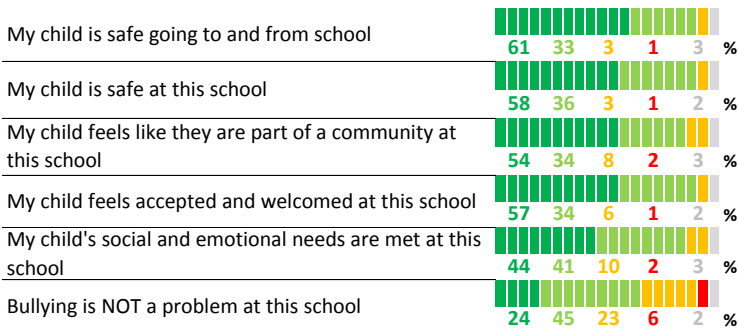 My child is safe going to and from school
61 33 3 1 3 %
My child is safe at this school
58 36 3 1 2 %
My child feels like they are part of a community at
this school
54 34 8 2 3 %
My child feels accepted and welcomed at this school
57 34 6 1 2 %
My child's social and emotional needs are met at this
school
44 41 10 2 3 %
Bullying is NOT a problem at this school
24 45 23 6 2 %